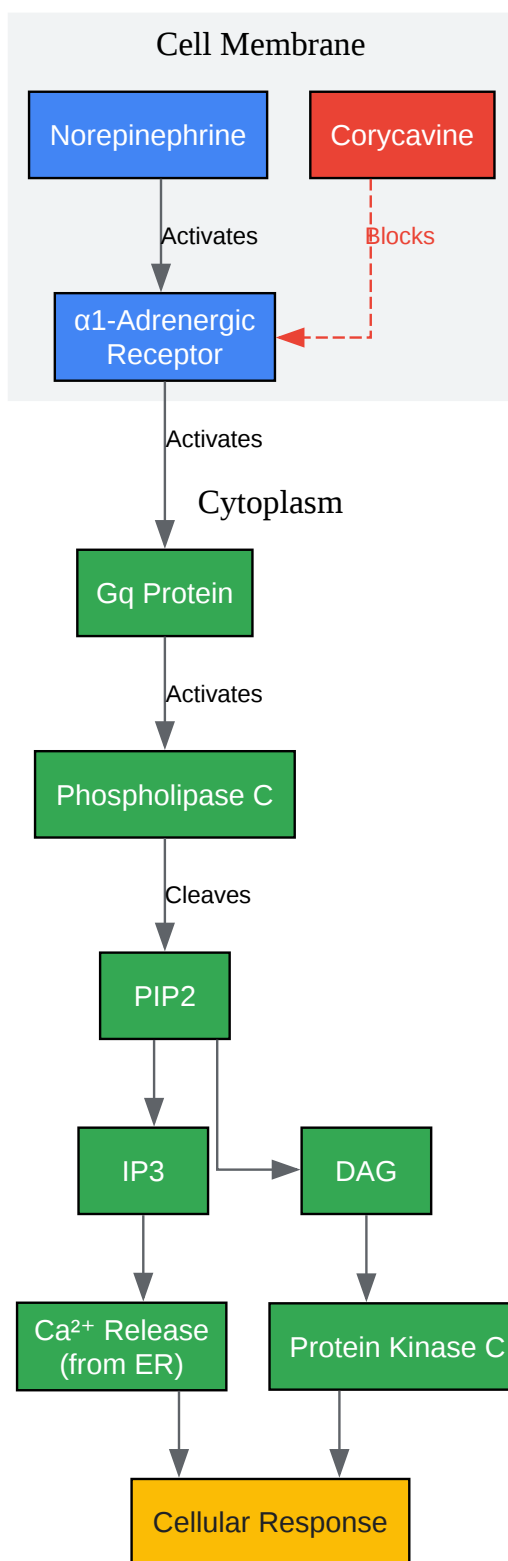 Cell Membrane
Norepinephrine
Corycavine
Activates
Blocks
α1-Adrenergic
Receptor
Activates
Cytoplasm
Gq Protein
Activates
Phospholipase C
Cleaves
PIP2
IP3
DAG
Ca²⁺ Release
(from ER)
Protein Kinase C
Cellular Response